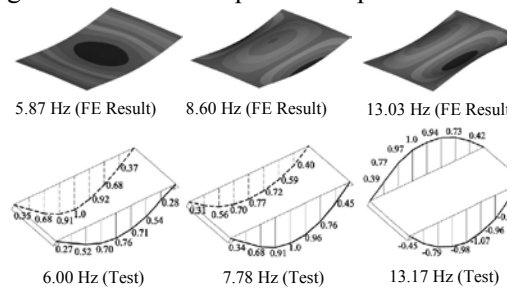 5.87 Hz (FE Result) 8.60 Hz (FE Result) 13.03 Hz (FE Result
0.35 0.68 0.91 1.0 0.92 0.68 0.37
0.27 0.52 0.70 0.76 0.71 0.54 0.28
0.31 0.56 0.70 0.77 0.72 0.59 0.40
0.34 0.68 0.91 1.0 0.96 0.76 0.45
0.39 0.77 0.97 1.0 0.94 0.73 0.42
-0.45 -0.79 -0.98 -1.07 -0.96
6.00 Hz (Test) 7.78 Hz (Test) 13.17 Hz (Test)